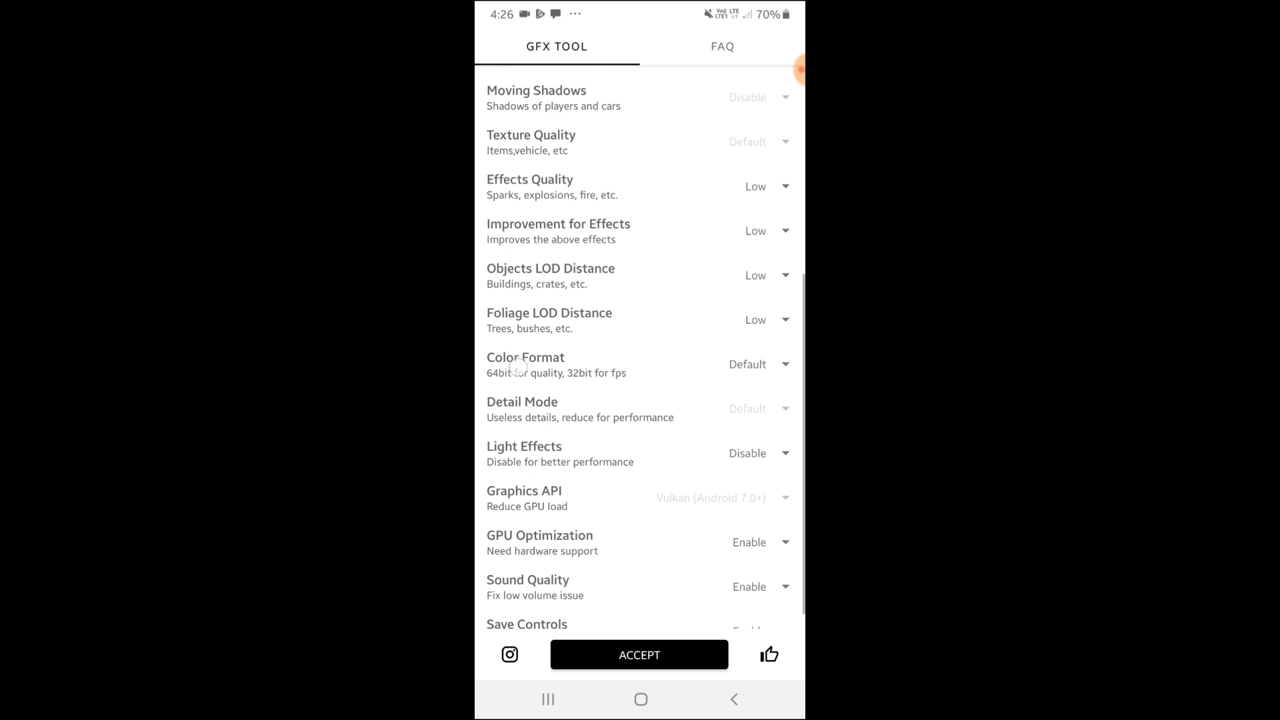 4:26
70%
GFX TOOL
FAQ
Moving Shadows
Shadows of players and cars
Disable
Texture Quality
Items,vehicle, etc
Default
Effects Quality
Sparks, explosions, fire, etc.
Low
Improvement for Effects
Improves the above effects
Low
Objects LOD Distance
Buildings, crates, etc.
Low
Foliage LOD Distance
Trees, bushes, etc.
Low
Color Format
64bit for quality, 32bit for fps
Default
Detail Mode
Useless details, reduce for performance
Default
Light Effects
Disable for better performance
Disable
Graphics API
Reduce GPU load
Vulkan (Android 7.0+)
GPU Optimization
Need hardware support
Enable
Sound Quality
Fix low volume issue
Enable
Save Controls
ACCEPT